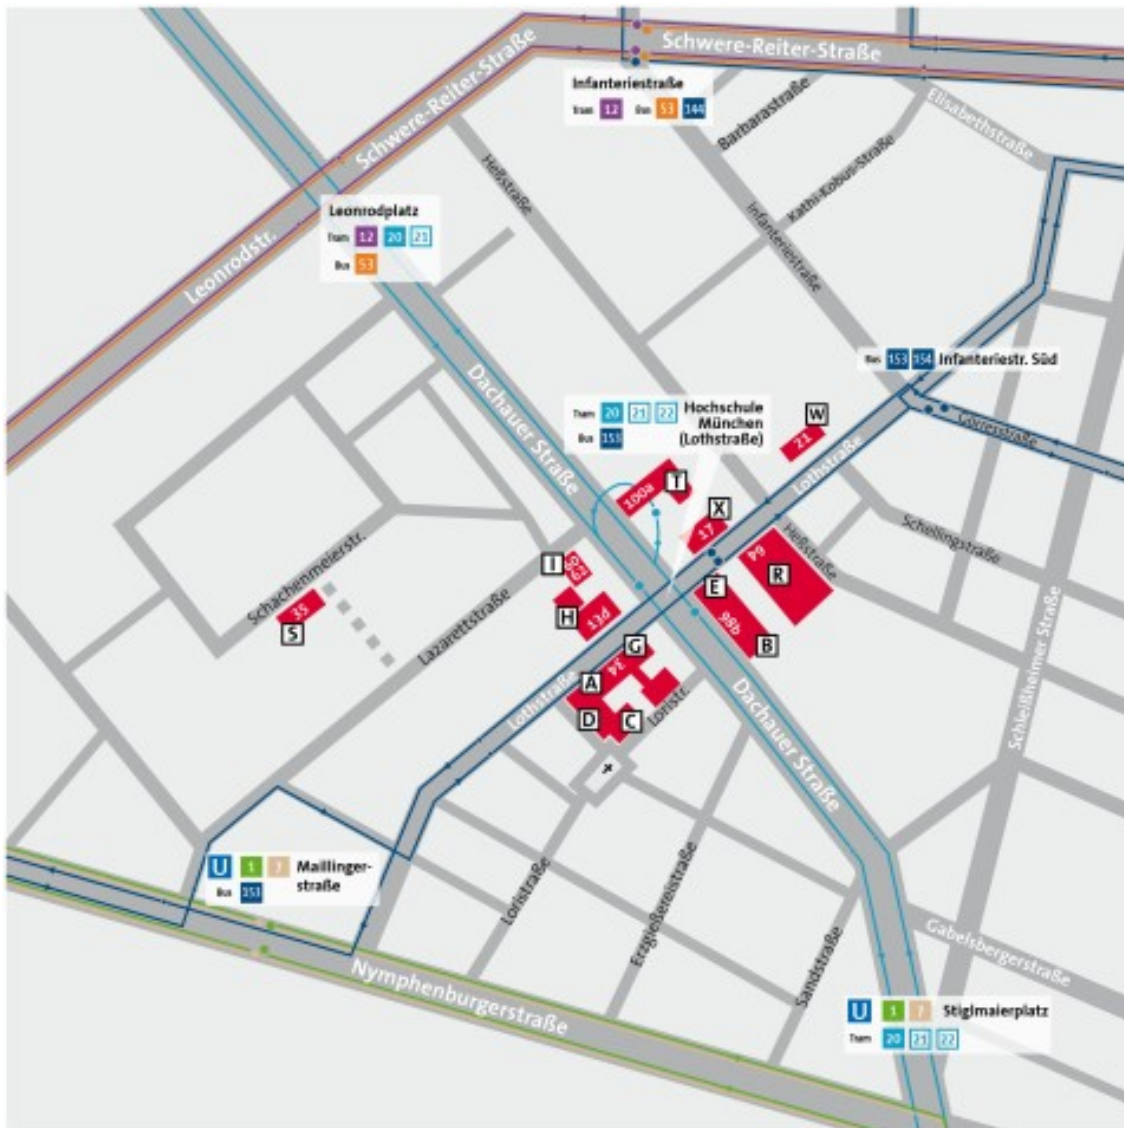 Schwere-Reiter-Straße
Schwere-Reiter-Straße
Infanteriestraße
Tram 12 Bus 53 144
Barbarastraße
Elisabethstraße
Kathi-Kobus-Straße
Heßstraße
Infanteriestraße
Leonrodplatz
Tram 12 20 21
Bus 53
Leonrodstr.
Bus 153 154 Infanteriestr. Süd
Dachauer Straße
Tram 20 21 22 Hochschule
Bus 153 München
(Lothstraße)
W
21
Görresstraße
Lothstraße
T
100a
X
17
Schellingstraße
Heßstraße
64
R
I
29
E
Schachenmeierstr.
35
S
H
13d
98b
B
Lazarettstraße
G
34
A
D
C
Loristr.
Lothstraße
Dachauer Straße
Schleißheimer Straße
U 1 7 Maillinger-
Bus 153 straße
Loristraße
Erzgießereistraße
Sandstraße
Gabelsbergerstraße
Nymphenburgerstraße
U 1 7 Stiglmaierplatz
Tram 20 21 22